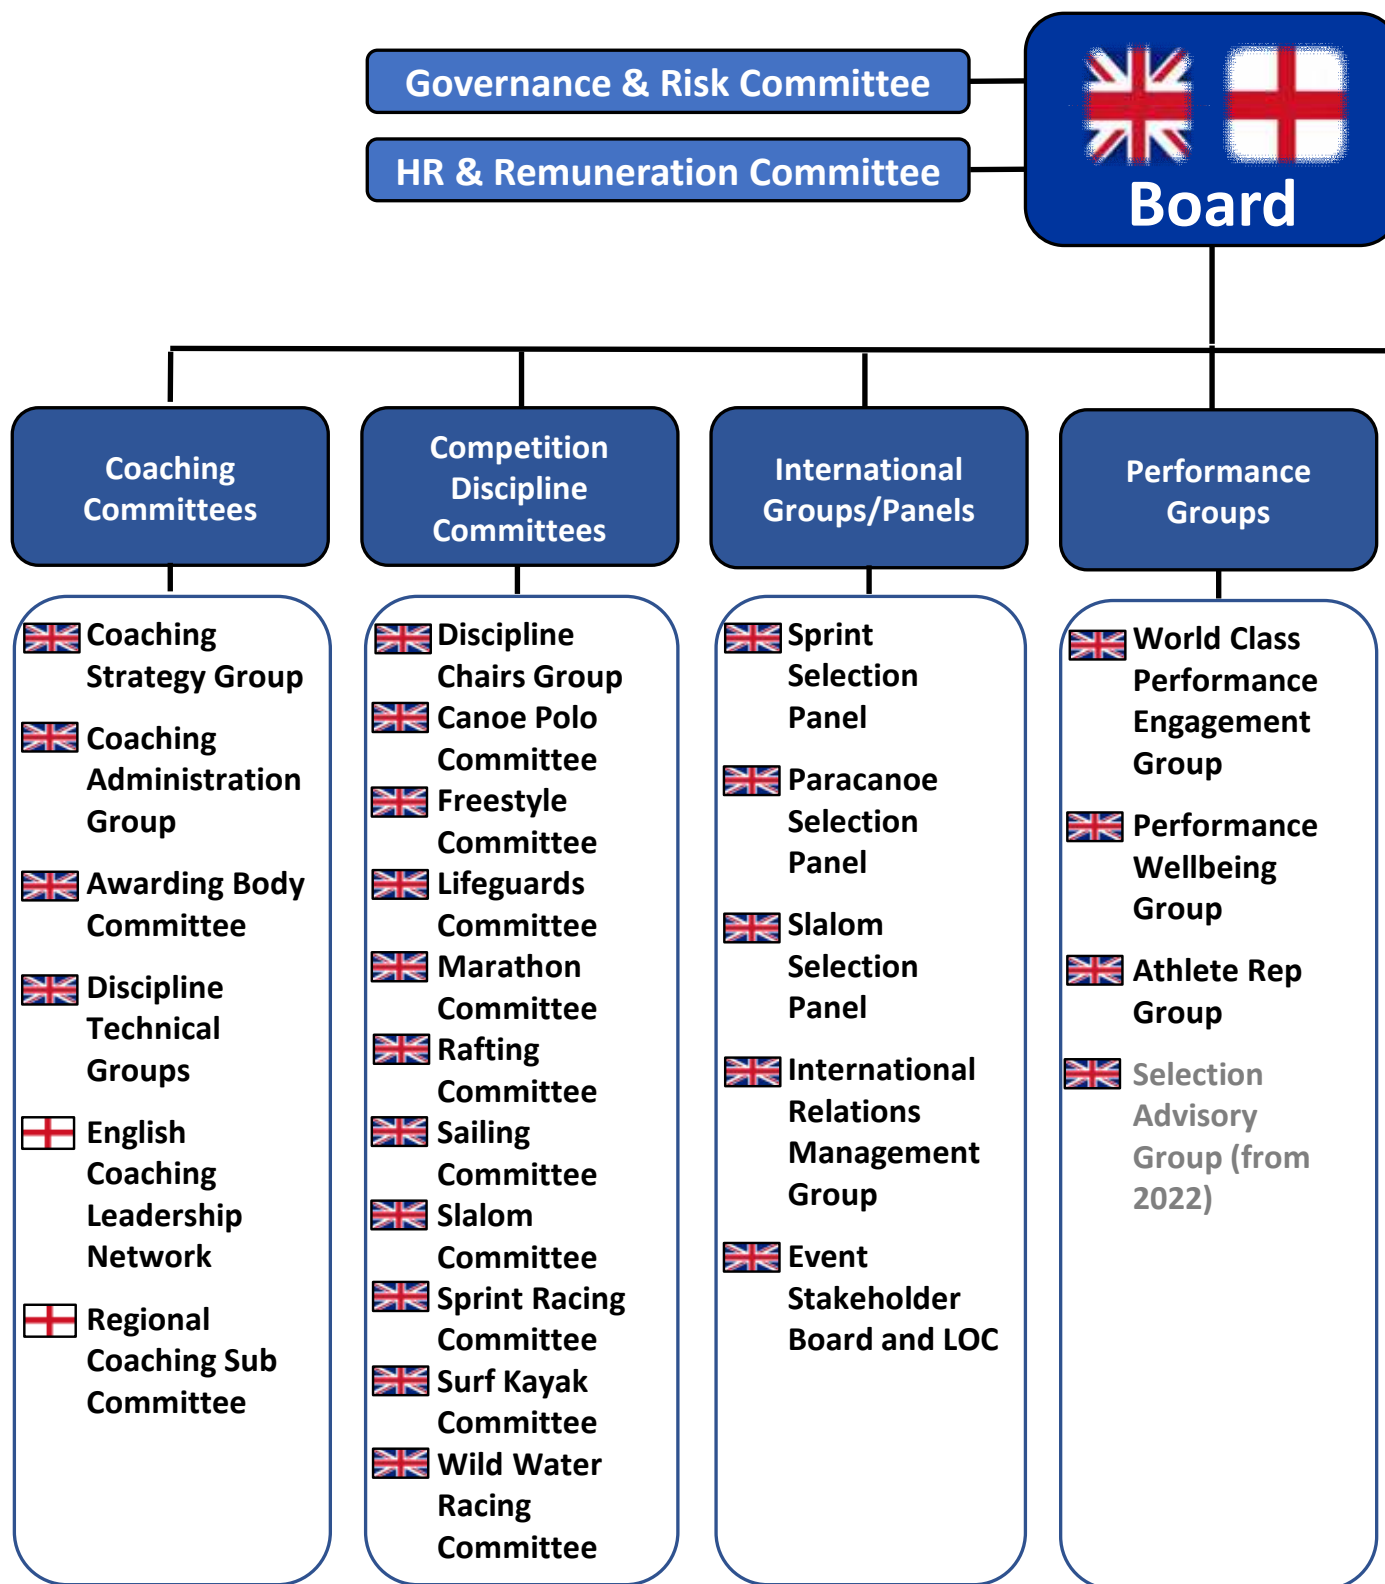 Governance & Risk Committee
HR & Remuneration Committee
Board
Coaching
Committees
Competition
Discipline
Committees
International
Groups/Panels
Performance
Groups
Coaching
Strategy Group
Coaching
Administration
Group
Awarding Body
Committee
Discipline
Technical
Groups
English
Coaching
Leadership
Network
Regional
Coaching Sub
Committee
Discipline
Chairs Group
Canoe Polo
Committee
Freestyle
Committee
Lifeguards
Committee
Marathon
Committee
Rafting
Committee
Sailing
Committee
Slalom
Committee
Sprint Racing
Committee
Surf Kayak
Committee
Wild Water
Racing
Committee
Sprint
Selection
Panel
Paracanoe
Selection
Panel
Slalom
Selection
Panel
International
Relations
Management
Group
Event
Stakeholder
Board and LOC
World Class
Performance
Engagement
Group
Performance
Wellbeing
Group
Athlete Rep
Group
Selection
Advisory
Group (from
2022)